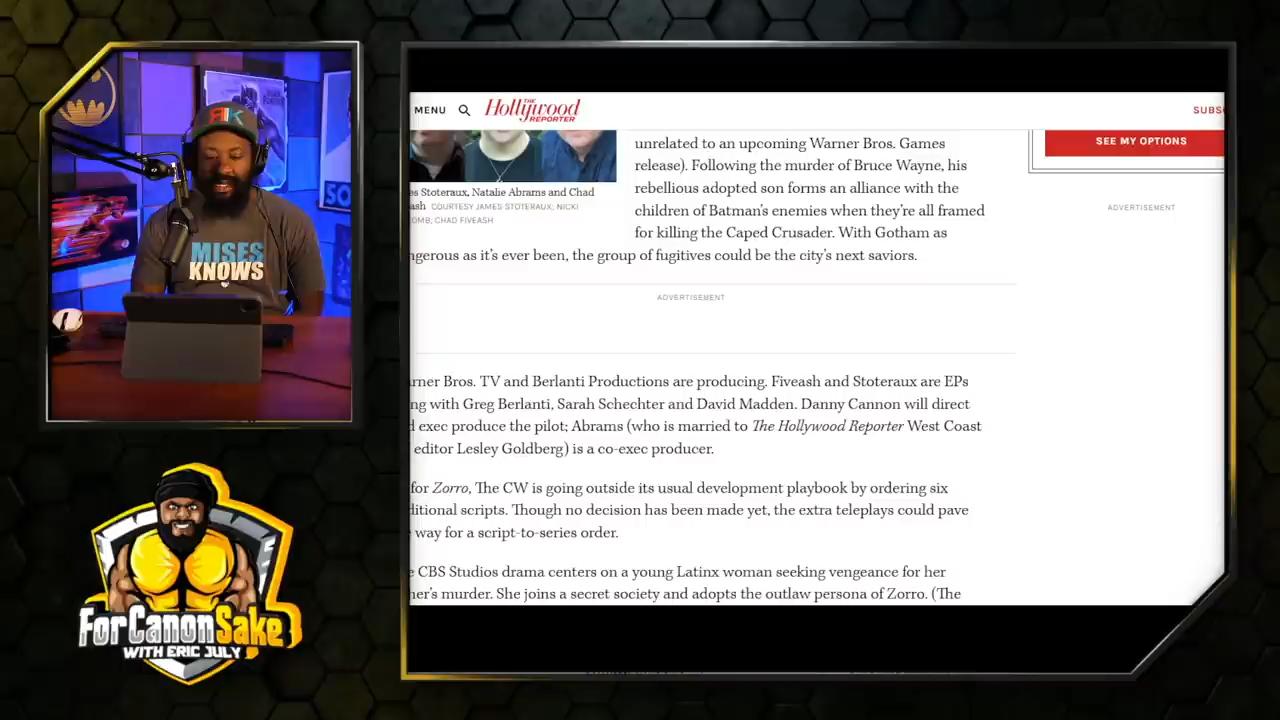 MISES
KNOWS
ForCanonSake
WITH ERIC JULY
MENU
THE Hollywood REPORTER
SUBS
SEE MY OPTIONS
ADVERTISEMENT
es Stoteraux, Natalie Abrams and Chad
ash COURTESY JAMES STOTERAUX; NICKI
OMB; CHAD FIVEASH
unrelated to an upcoming Warner Bros. Games
release). Following the murder of Bruce Wayne, his
rebellious adopted son forms an alliance with the
children of Batman's enemies when they're all framed
for killing the Caped Crusader. With Gotham as
ngerous as it's ever been, the group of fugitives could be the city's next saviors.
ADVERTISEMENT
rner Bros. TV and Berlanti Productions are producing. Fiveash and Stoteraux are EPs
ng with Greg Berlanti, Sarah Schechter and David Madden. Danny Cannon will direct
d exec produce the pilot; Abrams (who is married to The Hollywood Reporter West Coast
editor Lesley Goldberg) is a co-exec producer.
for Zorro, The CW is going outside its usual development playbook by ordering six
ditional scripts. Though no decision has been made yet, the extra teleplays could pave
way for a script-to-series order.
e CBS Studios drama centers on a young Latinx woman seeking vengeance for her
her's murder. She joins a secret society and adopts the outlaw persona of Zorro. (The